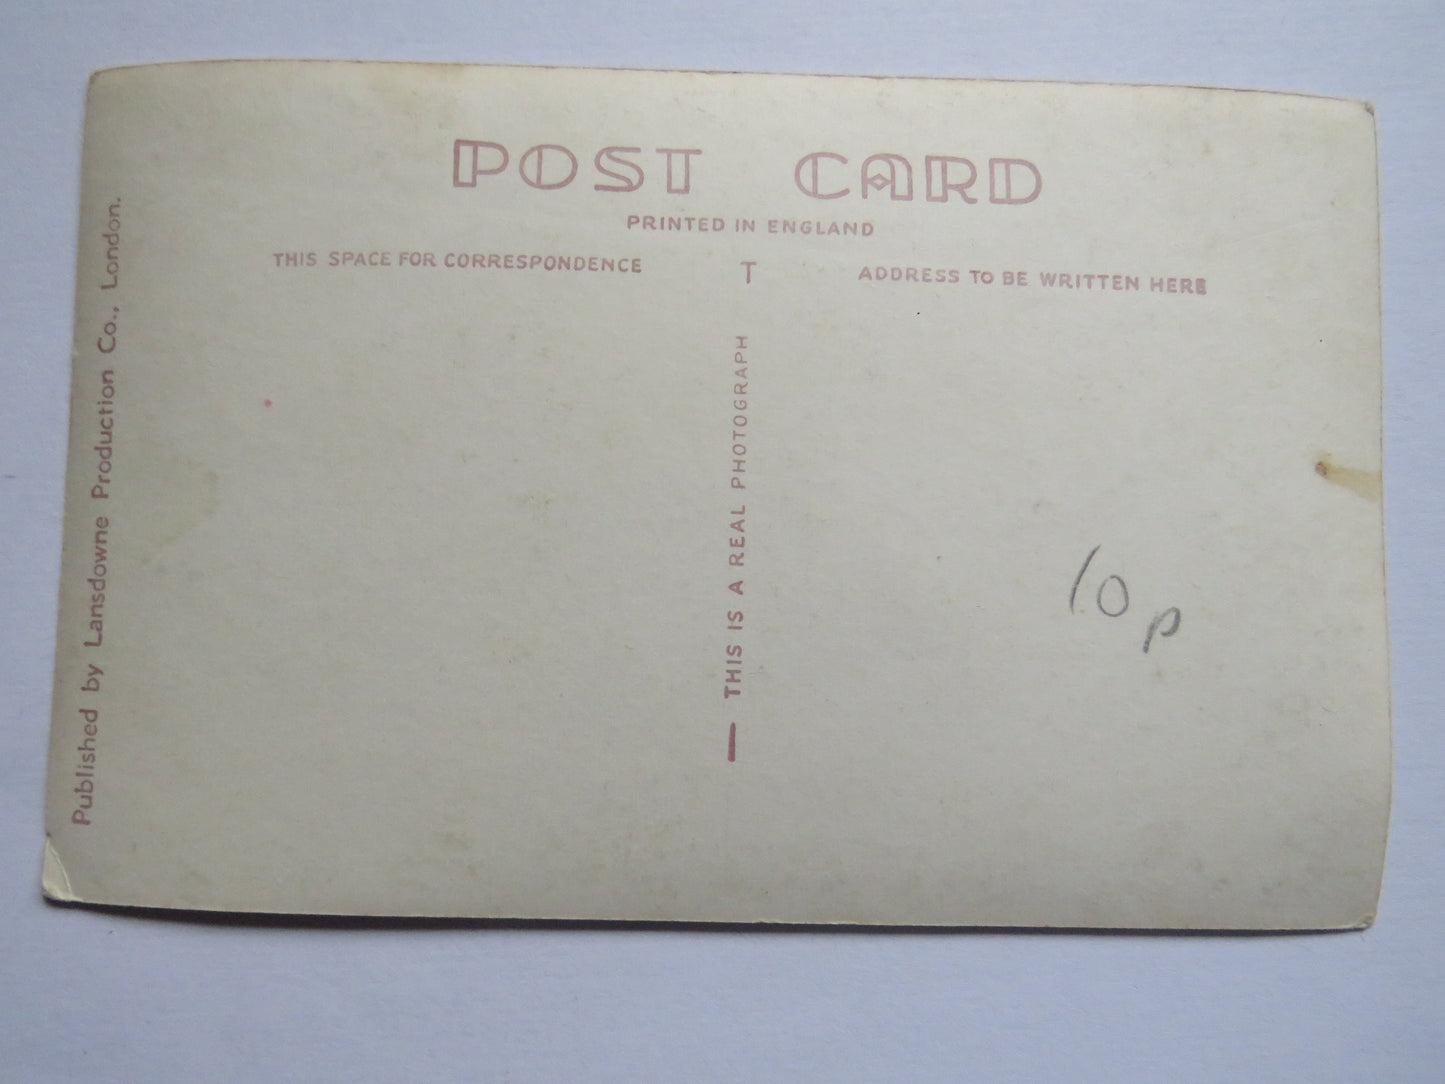 POST CARD
PRINTED IN ENGLAND
THIS SPACE FOR CORRESPONDENCE
T
ADDRESS TO BE WRITTEN HERE
Published by Lansdowne Production Co., London.
THIS IS A REAL PHOTOGRAPH
10p